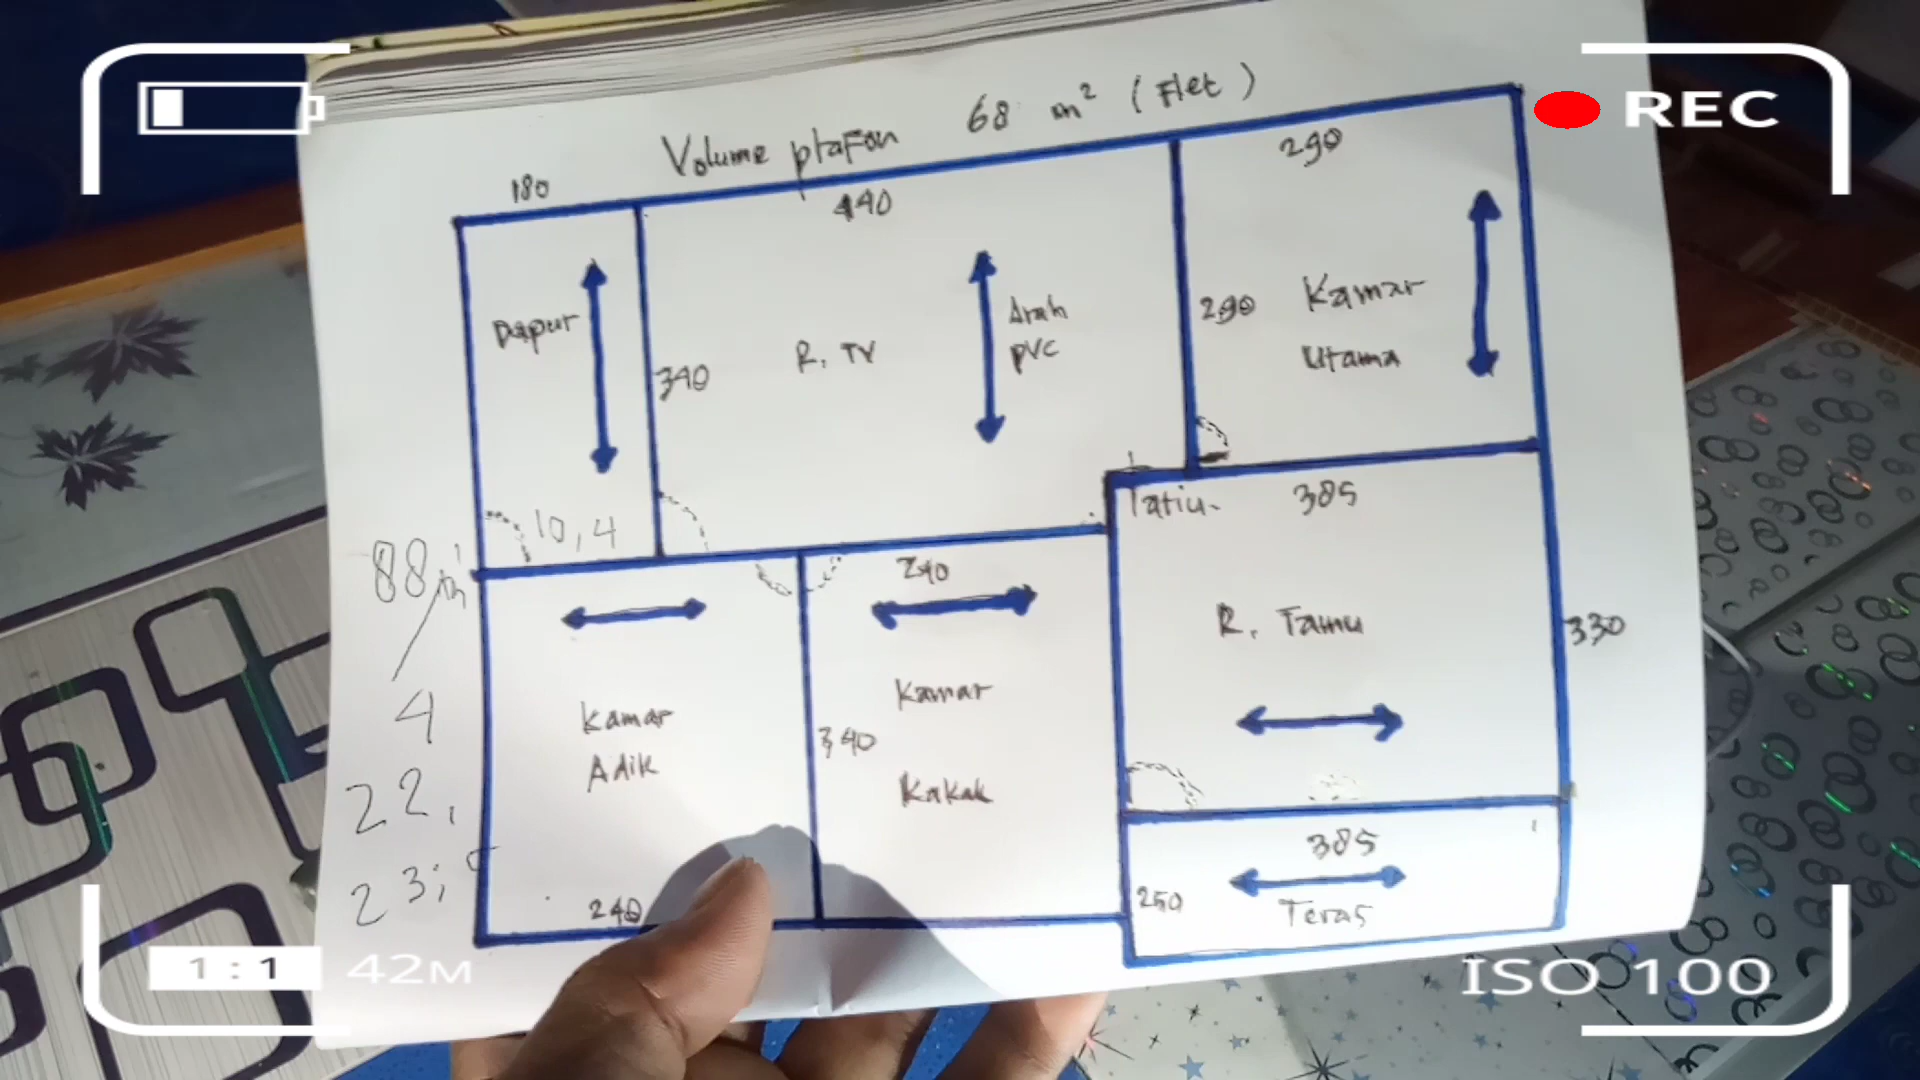 REC
Volume plafon 68 m² (Flet)
180
440
290
Dapur
340
R. TV
Arah
PVC
290
Kamar
Utama
10,4
88 m'
4
22,
23,5
385
240
Kamar
Adik
340
Kamar
Kakak
R. Tamu
330
240
385
250
Teras
1:1 42M
ISO 100